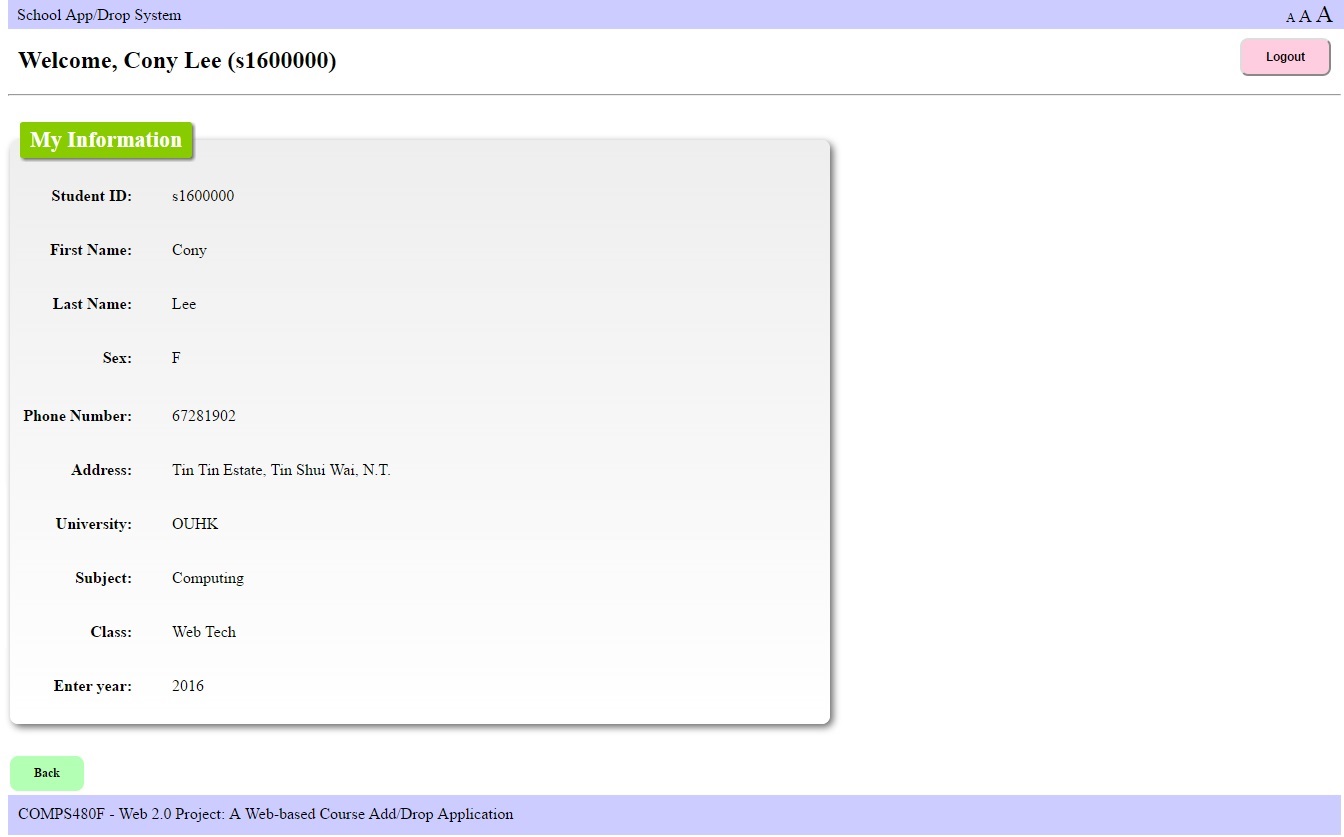 School App/Drop System A A A
Welcome, Cony Lee (s1600000) Logout
My Information
Student ID: s1600000
First Name: Cony
Last Name: Lee
Sex: F
Phone Number: 67281902
Address: Tin Tin Estate, Tin Shui Wai, N.T.
University: OUHK
Subject: Computing
Class: Web Tech
Enter year: 2016
Back
COMPS480F - Web 2.0 Project: A Web-based Course Add/Drop Application